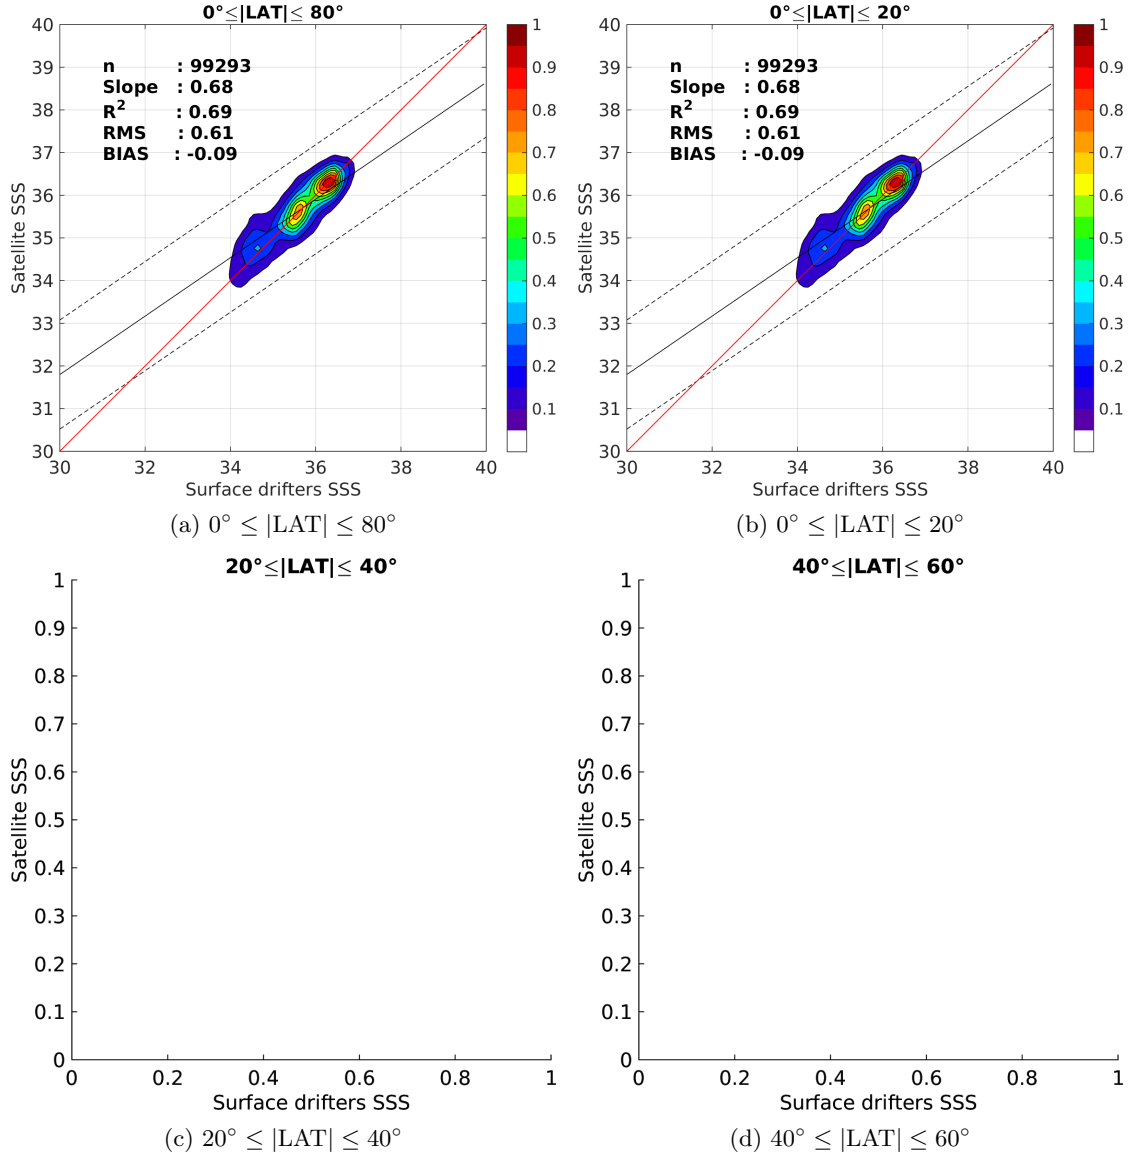 0°≤|LAT|≤ 80°
40
39
38
37
36
35
34
33
32
31
30
n : 99293
Slope : 0.68
R² : 0.69
RMS : 0.61
BIAS : -0.09
Satellite SSS
30 32 34 36 38 40
Surface drifters SSS
1
0.9
0.8
0.7
0.6
0.5
0.4
0.3
0.2
0.1
(a) 0° ≤ |LAT| ≤ 80°
0°≤|LAT|≤ 20°
40
39
38
37
36
35
34
33
32
31
30
n : 99293
Slope : 0.68
R² : 0.69
RMS : 0.61
BIAS : -0.09
Satellite SSS
30 32 34 36 38 40
Surface drifters SSS
1
0.9
0.8
0.7
0.6
0.5
0.4
0.3
0.2
0.1
(b) 0° ≤ |LAT| ≤ 20°
20°≤|LAT|≤ 40°
1
0.9
0.8
0.7
0.6
0.5
0.4
0.3
0.2
0.1
0
Satellite SSS
0 0.2 0.4 0.6 0.8 1
Surface drifters SSS
(c) 20° ≤ |LAT| ≤ 40°
40°≤|LAT|≤ 60°
1
0.9
0.8
0.7
0.6
0.5
0.4
0.3
0.2
0.1
0
Satellite SSS
0 0.2 0.4 0.6 0.8 1
Surface drifters SSS
(d) 40° ≤ |LAT| ≤ 60°